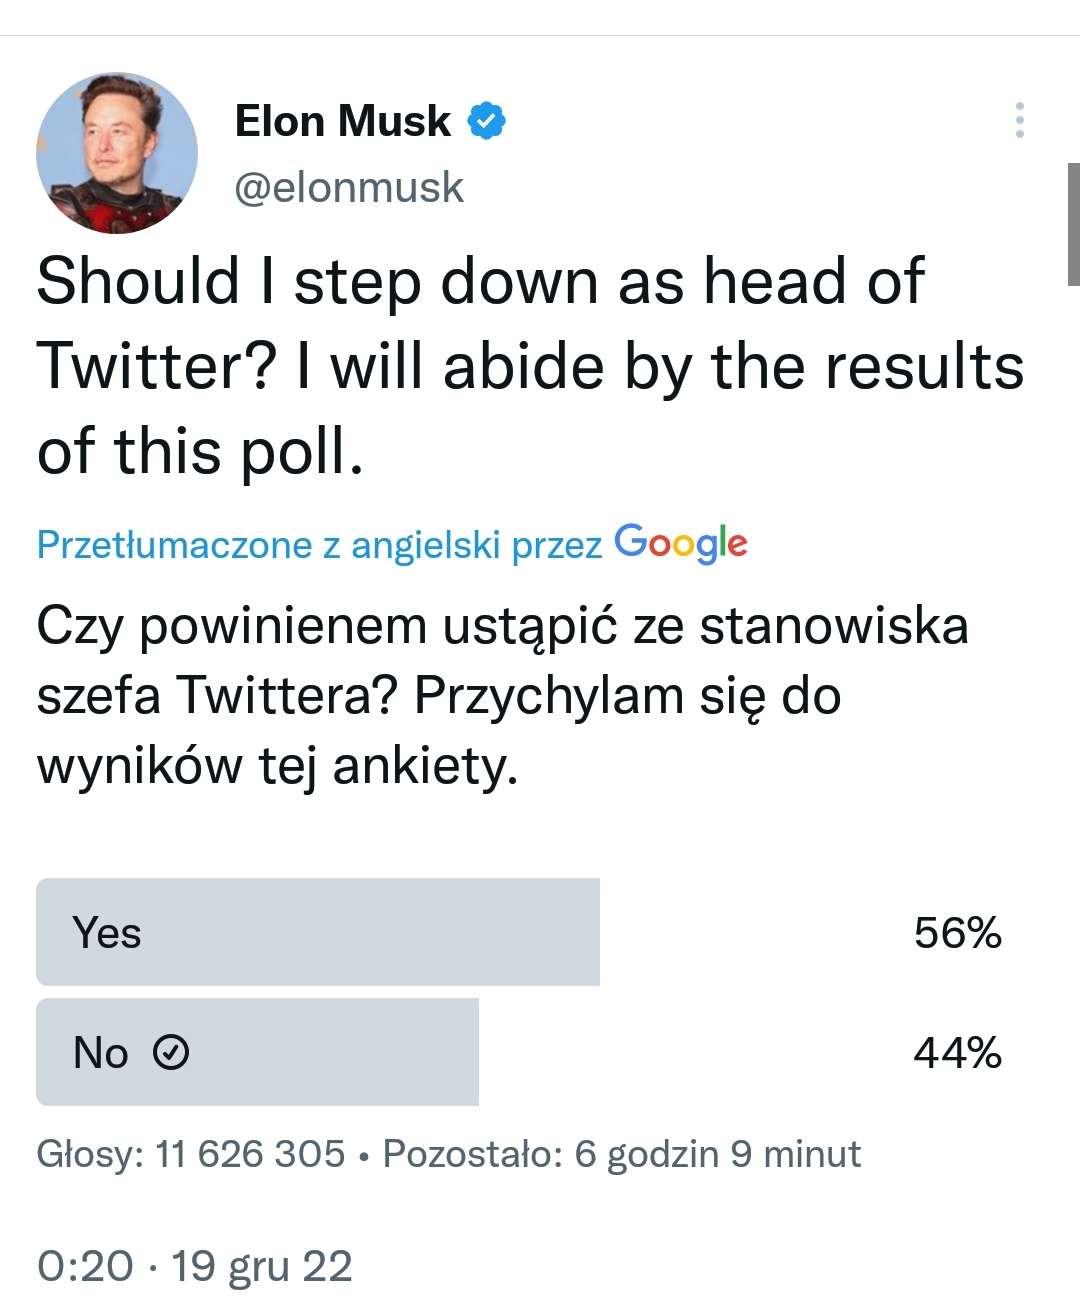 Elon Musk
@elonmusk
Should I step down as head of
Twitter? I will abide by the results
of this poll.
Przetłumaczone z angielski przez Google
Czy powinienem ustąpić ze stanowiska
szefa Twittera? Przychylam się do
wyników tej ankiety.
Yes 56%
No 44%
Głosy: 11 626 305 • Pozostało: 6 godzin 9 minut
0:20 · 19 gru 22